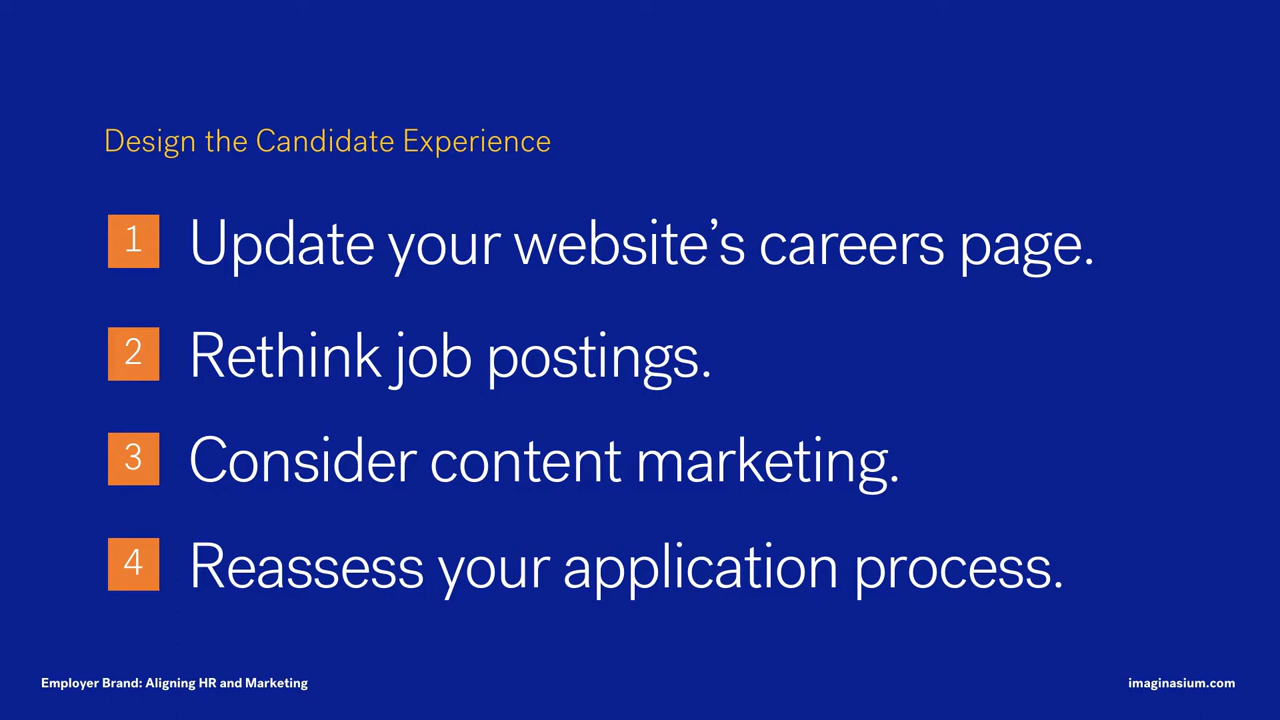 Design the Candidate Experience
1 Update your website’s careers page.
2 Rethink job postings.
3 Consider content marketing.
4 Reassess your application process.
Employer Brand: Aligning HR and Marketing
imaginasium.com